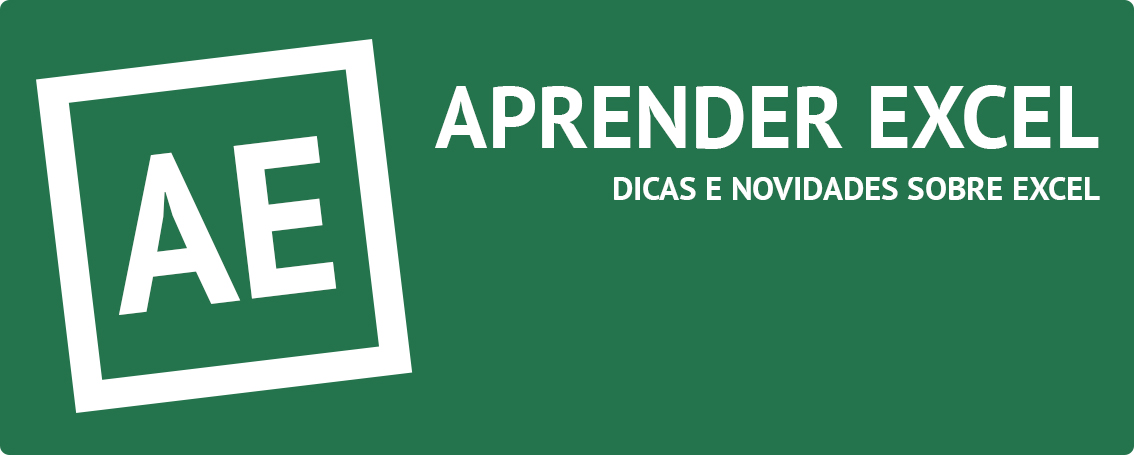 AE
APRENDER EXCEL
DICAS E NOVIDADES SOBRE EXCEL